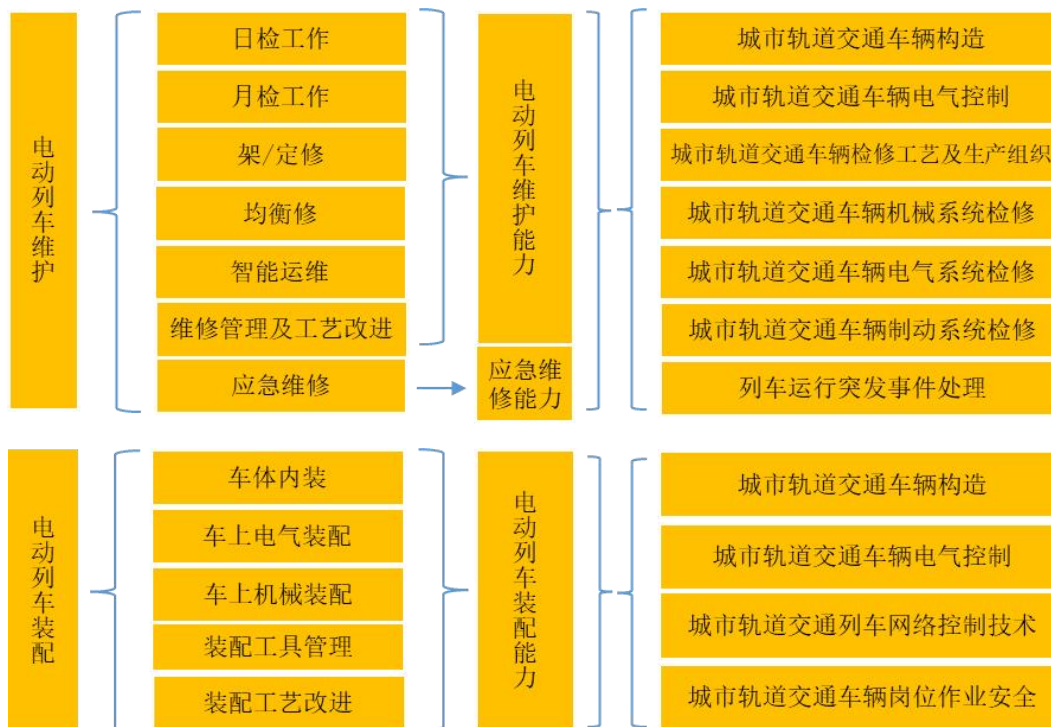 电动列车维护
日检工作
月检工作
架/定修
均衡修
智能运维
维修管理及工艺改进
应急维修
电动列车维护能力
应急维
修能力
城市轨道交通车辆构造
城市轨道交通车辆电气控制
城市轨道交通车辆检修工艺及生产组织
城市轨道交通车辆机械系统检修
城市轨道交通车辆电气系统检修
城市轨道交通车辆制动系统检修
列车运行突发事件处理
电动列车装配
车体内装
车上电气装配
车上机械装配
装配工具管理
装配工艺改进
电动列车装配能力
城市轨道交通车辆构造
城市轨道交通车辆电气控制
城市轨道交通列车网络控制技术
城市轨道交通车辆岗位作业安全